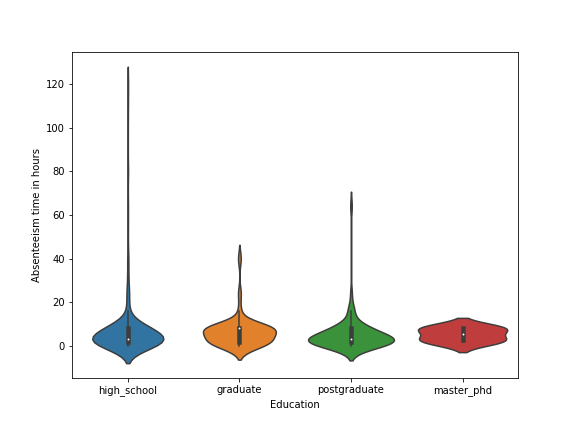 120
100
80
60
40
20
0
Absenteeism time in hours
high_school graduate postgraduate master_phd
Education